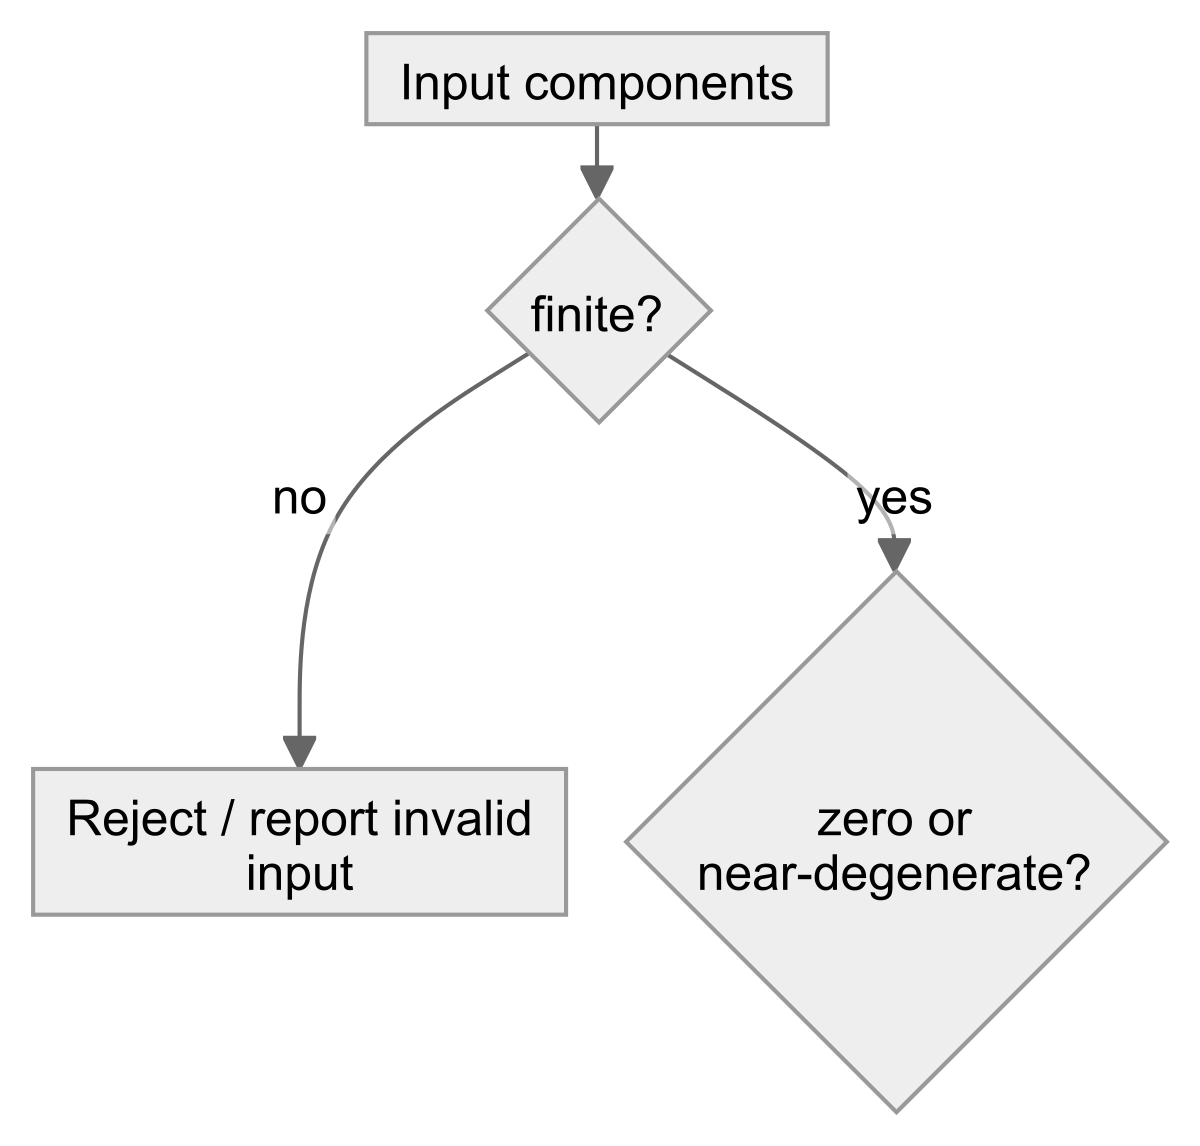 Input components
finite?
no
yes
Reject / report invalid
input
zero or
near-degenerate?